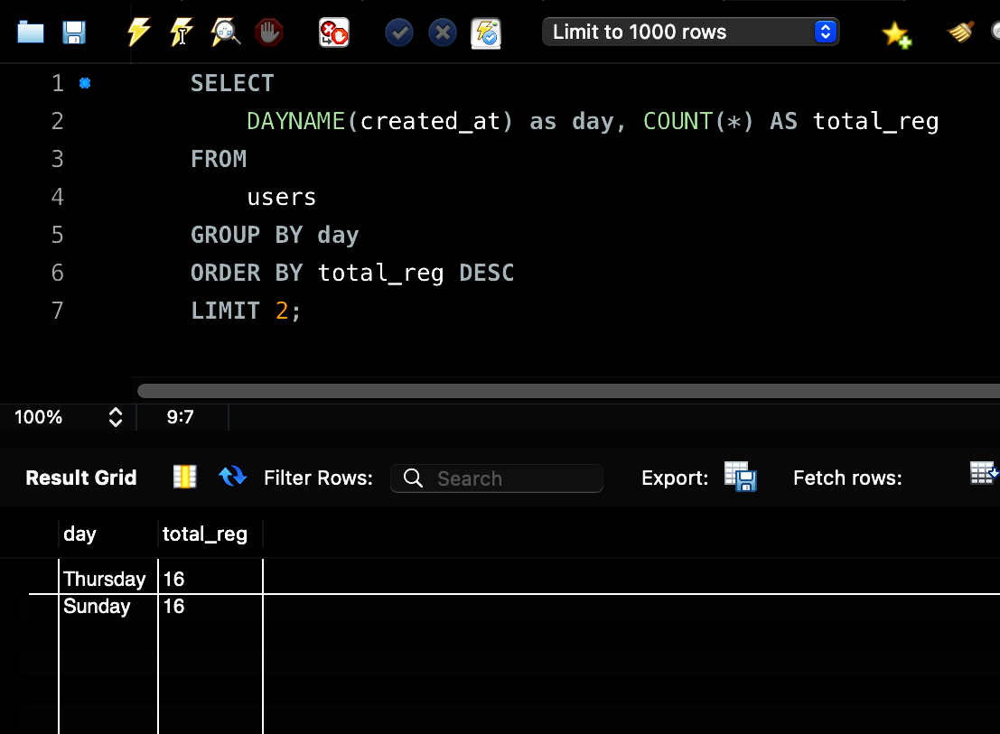 Limit to 1000 rows
1 SELECT
2 DAYNAME(created_at) as day, COUNT(*) AS total_reg
3 FROM
4 users
5 GROUP BY day
6 ORDER BY total_reg DESC
7 LIMIT 2;
100% 9:7
Result Grid Filter Rows: Search Export: Fetch rows:
day total_reg
Thursday 16
Sunday 16